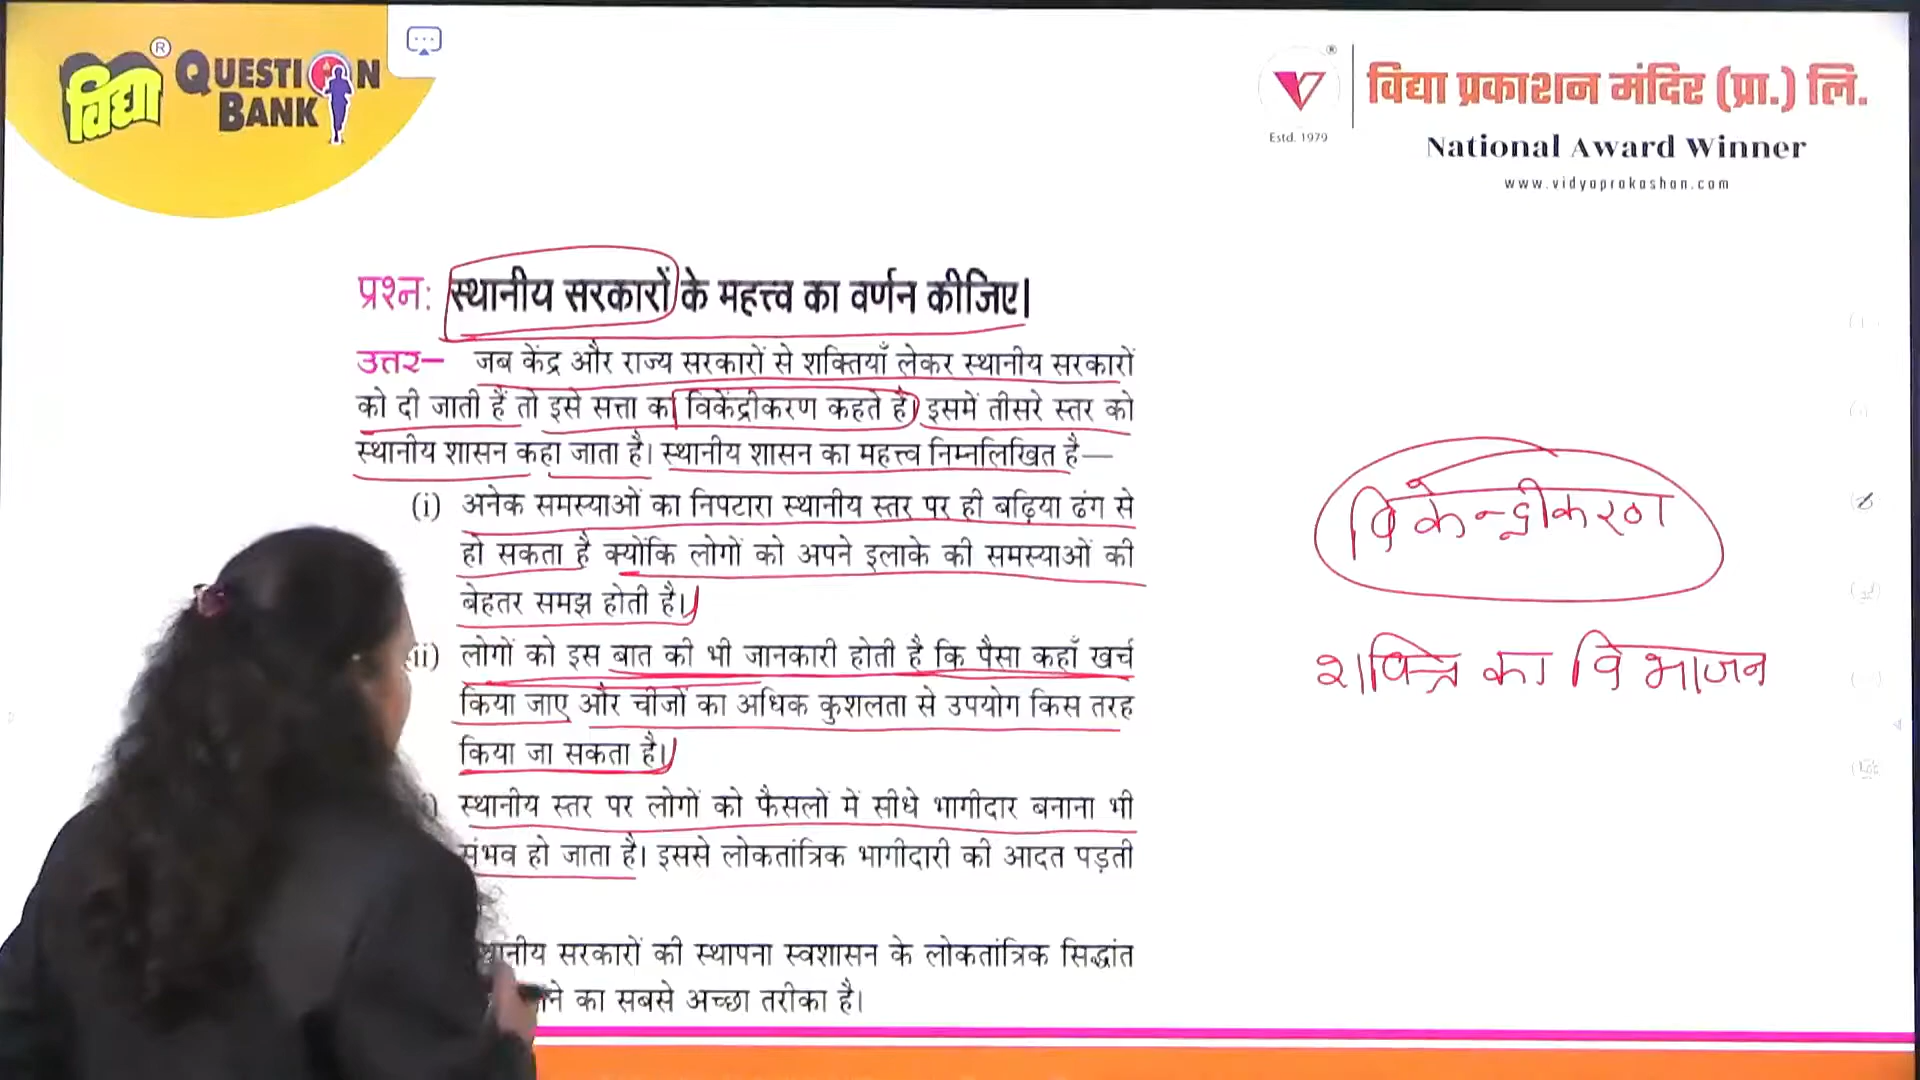 विद्या
®
QUESTION
BANK
®
Estd. 1979
विद्या प्रकाशन मंदिर (प्रा.) लि.
National Award Winner
www.vidyaprakashan.com
प्रश्न: स्थानीय सरकारों के महत्त्व का वर्णन कीजिए।
उत्तर— जब केंद्र और राज्य सरकारों से शक्तियाँ लेकर स्थानीय सरकारों
को दी जाती हैं तो इसे सत्ता का विकेंद्रीकरण कहते हैं। इसमें तीसरे स्तर को
स्थानीय शासन कहा जाता है। स्थानीय शासन का महत्त्व निम्नलिखित है—
(i) अनेक समस्याओं का निपटारा स्थानीय स्तर पर ही बढ़िया ढंग से
हो सकता है क्योंकि लोगों को अपने इलाके की समस्याओं की
बेहतर समझ होती है।
ii) लोगों को इस बात की भी जानकारी होती है कि पैसा कहाँ खर्च
किया जाए और चीजों का अधिक कुशलता से उपयोग किस तरह
किया जा सकता है।
स्थानीय स्तर पर लोगों को फैसलों में सीधे भागीदार बनाना भी
संभव हो जाता है। इससे लोकतांत्रिक भागीदारी की आदत पड़ती
सरकारों की स्थापना स्वशासन के लोकतांत्रिक सिद्धांत
का सबसे अच्छा तरीका है।
विकेन्द्रीकरण
शक्ति का विभाजन